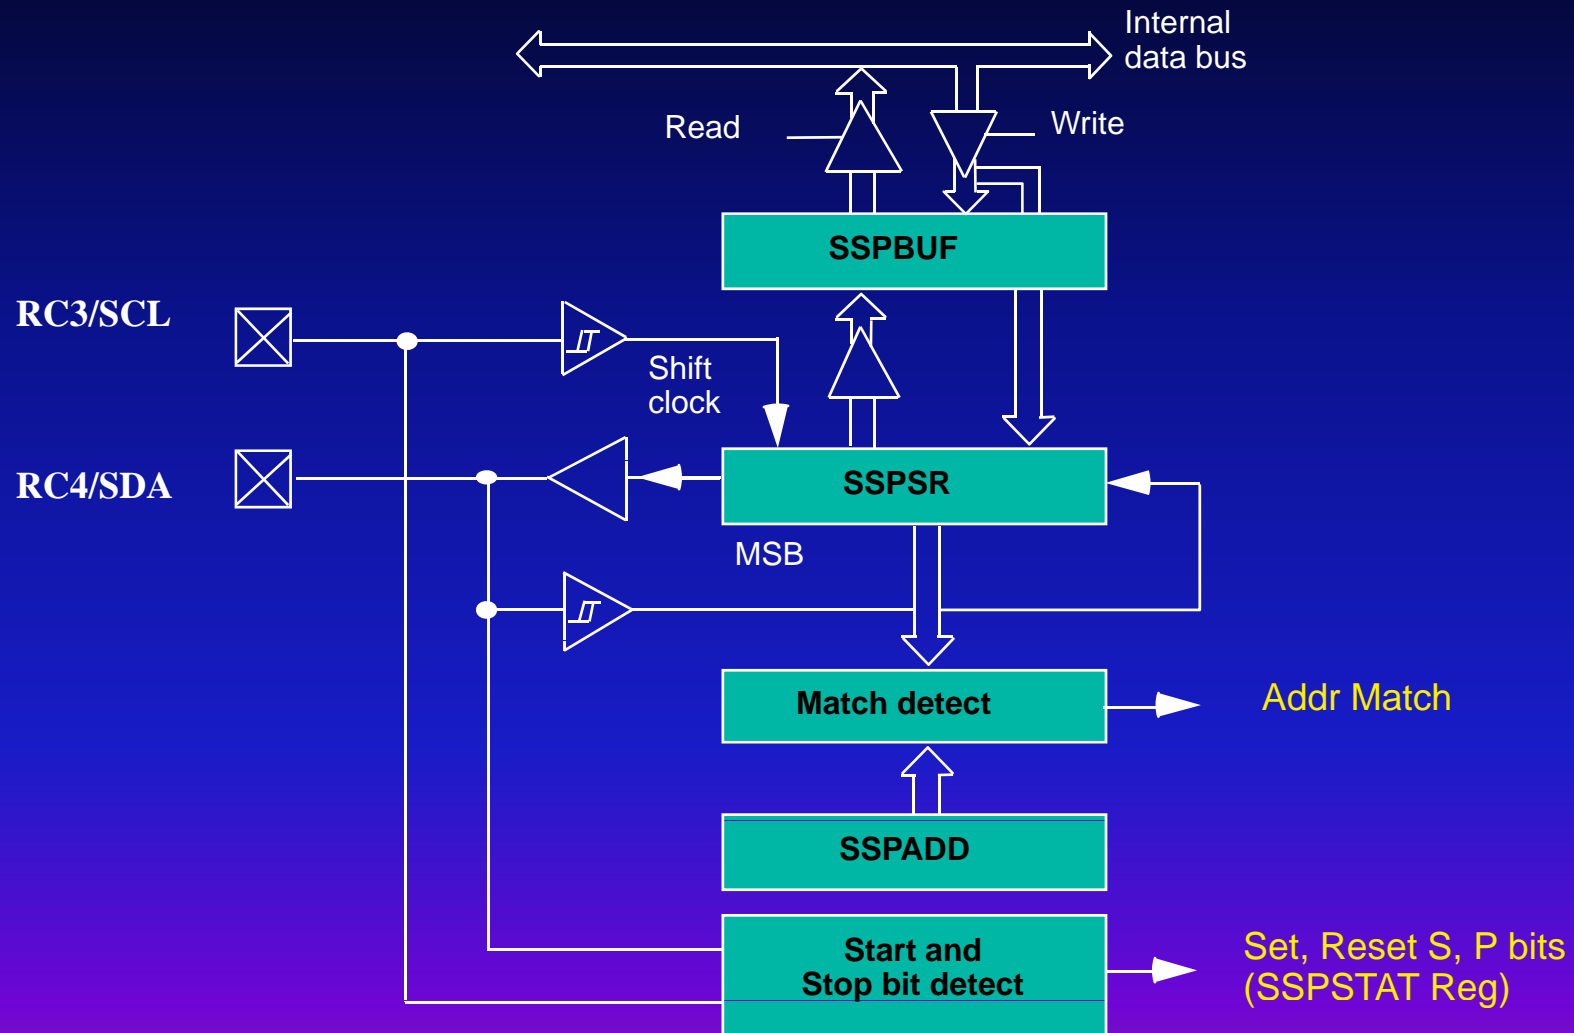 Internal
data bus
Read
Write
SSPBUF
RC3/SCL
Shift
clock
RC4/SDA
SSPSR
MSB
Match detect
Addr Match
SSPADD
Start and
Stop bit detect
Set, Reset S, P bits
(SSPSTAT Reg)